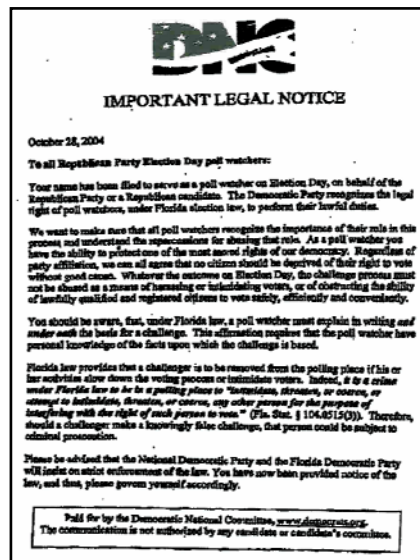 DNC
IMPORTANT LEGAL NOTICE
October 28, 2004
To all Republican Party Election Day poll watchers:
Your name has been filed to serve as a poll watcher on Election Day, on behalf of the
Republican Party or a Republican candidate. The Democratic Party recognizes the legal
right of poll watchers, under Florida election law, to perform their lawful duties.
We want to make sure that all poll watchers recognize the importance of their role in this
process and understand the repercussions for abusing that role. As a poll watcher you
have the ability to protect one of the most sacred rights of our democracy. Regardless of
party affiliation, we can all agree that no citizen should be deprived of their right to vote
without good cause. Whatever the outcome on Election Day, the challenge process must
not be abused as a means of harassing or intimidating voters, or of obstructing the ability
of lawfully qualified and registered citizens to vote safely, efficiently and conveniently.
You should be aware, that, under Florida law, a poll watcher must explain in writing and
under oath the basis for a challenge. This affirmation requires that the poll watcher have
personal knowledge of the facts upon which the challenge is based.
Florida law provides that a challenger is to be removed from the polling place if his or
her activities slow down the voting process or intimidate voters. Indeed, it is a crime
under Florida law to be in a polling place to "intimidate, threaten, or coerce, or
attempt to intimidate, threaten, or coerce, any other person for the purpose of
interfering with the right of such person to vote." (Fla. Stat. § 104.0515(3)). Therefore,
should a challenger make a knowingly false challenge, that person could be subject to
criminal prosecution.
Please be advised that the National Democratic Party and the Florida Democratic Party
will insist on strict enforcement of the law. You have now been provided notice of the
law, and thus, please govern yourself accordingly.
Paid for by the Democratic National Committee, www.democrats.org.
The communication is not authorized by any candidate or candidate's committee.